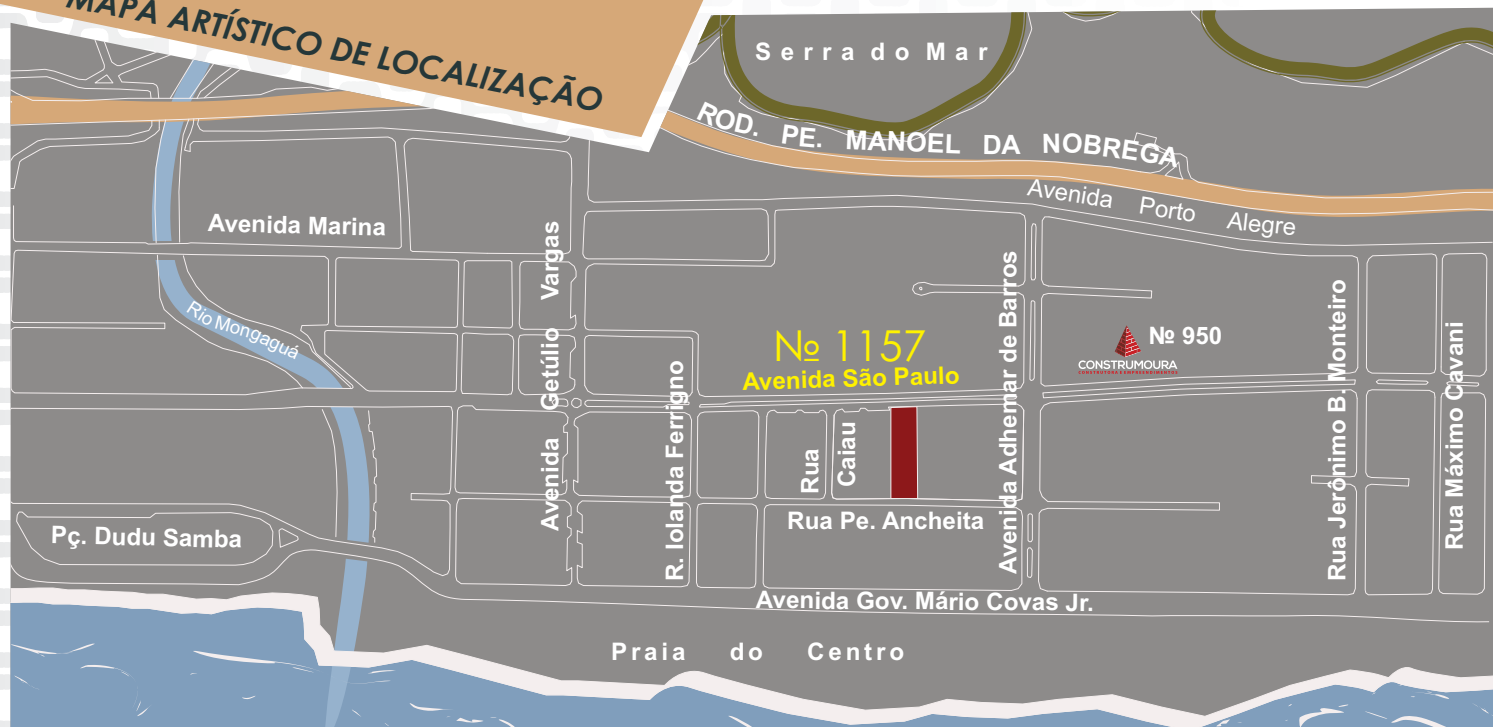 MAPA ARTÍSTICO DE LOCALIZAÇÃO
Serra do Mar
ROD. PE. MANOEL DA NOBREGA
Avenida Porto Alegre
Avenida Marina
Rio Mongaguá
Avenida Getúlio Vargas
R. Iolanda Ferrigno
Nº 1157
Avenida São Paulo
Rua Caiau
Avenida Adhemar de Barros
Nº 950
CONSTRUMOURA
CONSTRUTORA E EMPREENDIMENTOS
Rua Jerônimo B. Monteiro
Rua Máximo Cavani
Pç. Dudu Samba
Rua Pe. Ancheita
Avenida Gov. Mário Covas Jr.
Praia do Centro